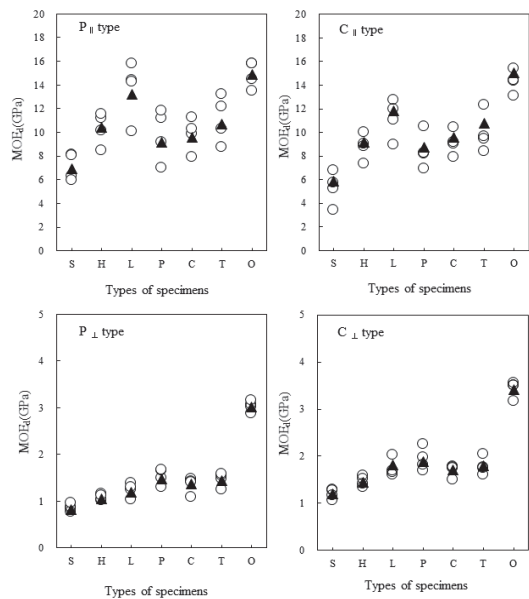 P∥ type
20
18
16
14
12
10
8
6
4
2
0
MOEd(GPa)
S H L P C T O
Types of specimens
C∥ type
20
18
16
14
12
10
8
6
4
2
0
MOEd(GPa)
S H L P C T O
Types of specimens
P⊥ type
5
4
3
2
1
0
MOEd(GPa)
S H L P C T O
Types of specimens
C⊥ type
5
4
3
2
1
0
MOEd(GPa)
S H L P C T O
Types of specimens